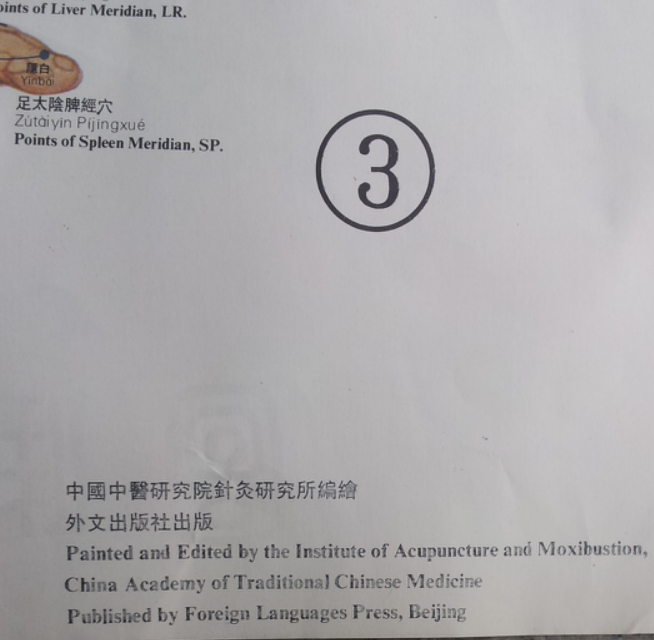 oints of Liver Meridian, LR.
隱白
Yinbái
足太陰脾經穴
Zútàiyīn Píjīngxué
Points of Spleen Meridian, SP.
3
中國中醫研究院針灸研究所編繪
外文出版社出版
Painted and Edited by the Institute of Acupuncture and Moxibustion,
China Academy of Traditional Chinese Medicine
Published by Foreign Languages Press, Beijing